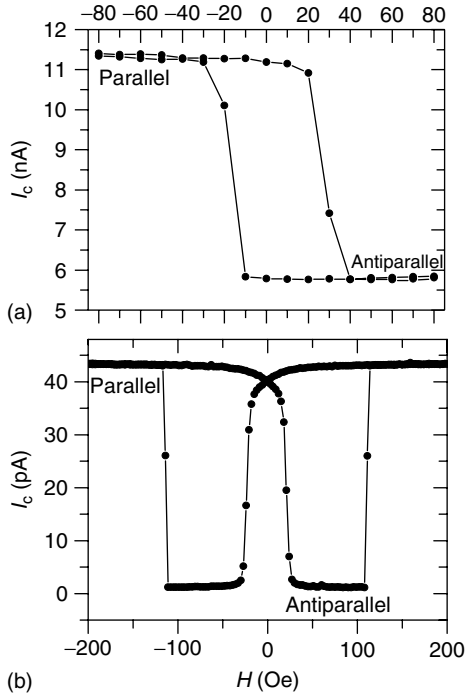 −80 −60 −40 −20 0 20 40 60 80
12
11
10
9
8
7
6
5
I_c (nA)
Parallel
Antiparallel
(a)
40
30
20
10
0
I_c (pA)
Parallel
Antiparallel
−200 −100 0 100 200
(b)
H (Oe)